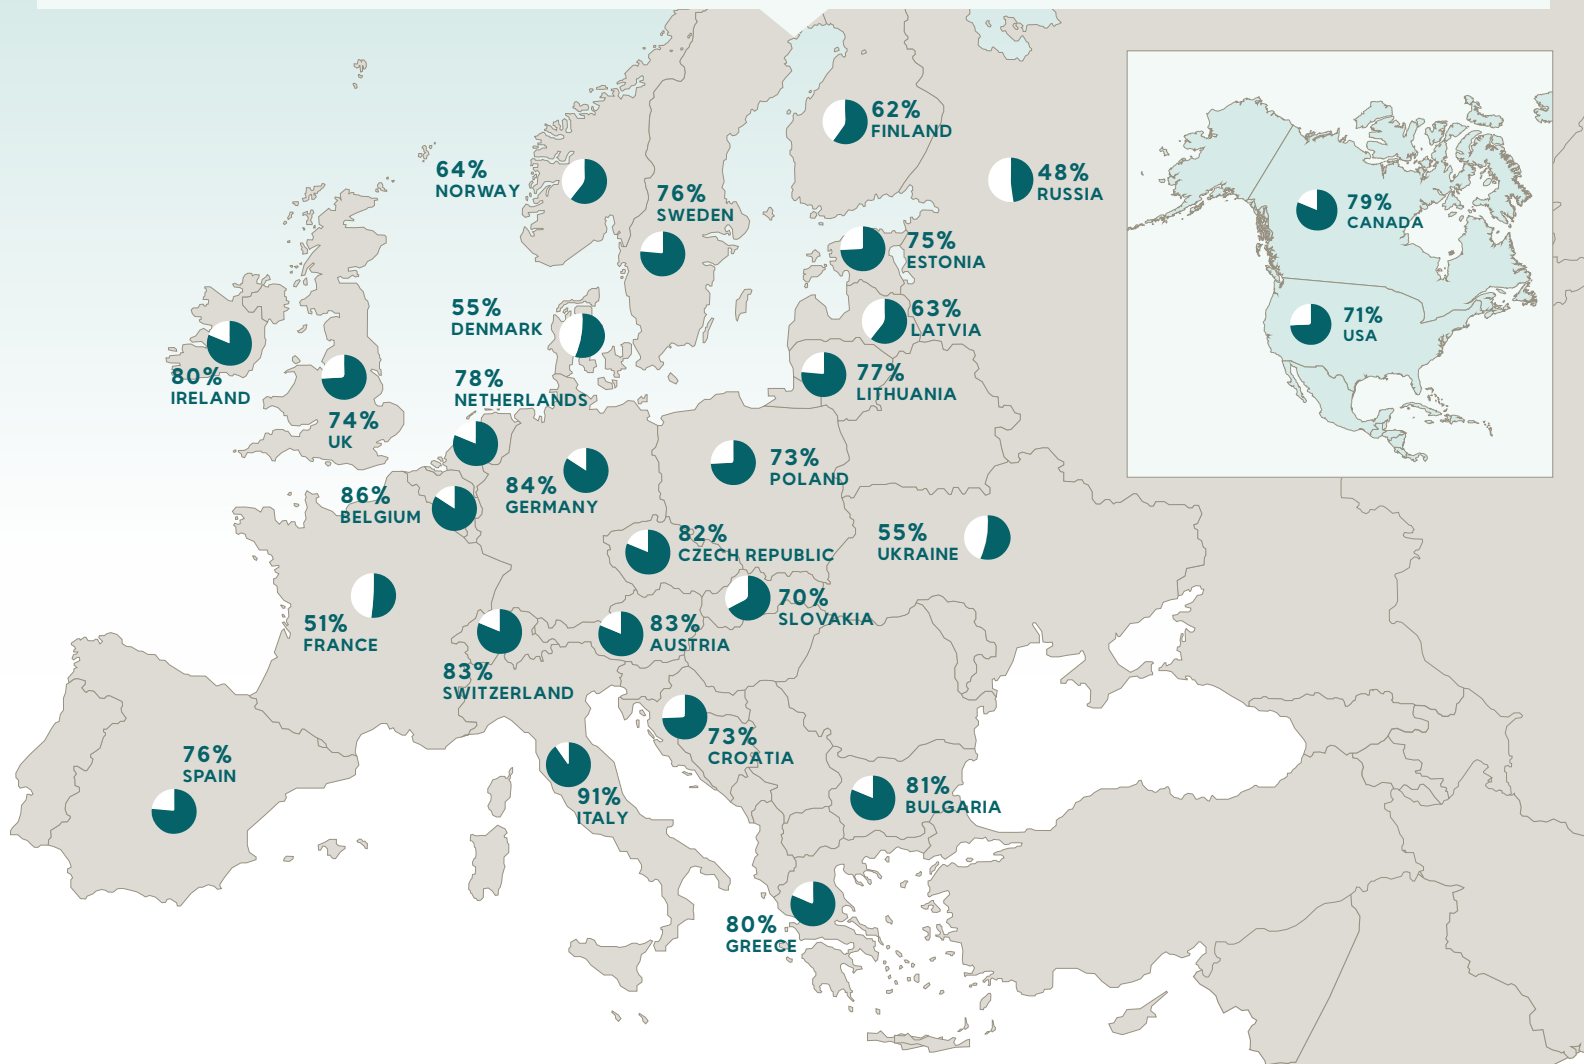 62%
FINLAND
64%
NORWAY
48%
RUSSIA
76%
SWEDEN
79%
CANADA
75%
ESTONIA
55%
DENMARK
63%
LATVIA
71%
USA
80%
IRELAND
78%
NETHERLANDS
77%
LITHUANIA
74%
UK
73%
POLAND
84%
GERMANY
86%
BELGIUM
82%
CZECH REPUBLIC
55%
UKRAINE
70%
SLOVAKIA
51%
FRANCE
83%
AUSTRIA
83%
SWITZERLAND
73%
CROATIA
76%
SPAIN
91%
ITALY
81%
BULGARIA
80%
GREECE